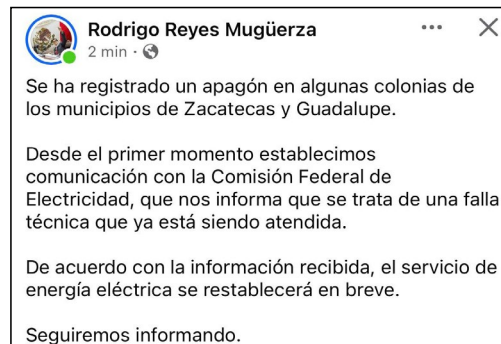 Rodrigo Reyes Mugüerza
2 min ·
Se ha registrado un apagón en algunas colonias de
los municipios de Zacatecas y Guadalupe.
Desde el primer momento establecimos
comunicación con la Comisión Federal de
Electricidad, que nos informa que se trata de una falla
técnica que ya está siendo atendida.
De acuerdo con la información recibida, el servicio de
energía eléctrica se restablecerá en breve.
Seguiremos informando.